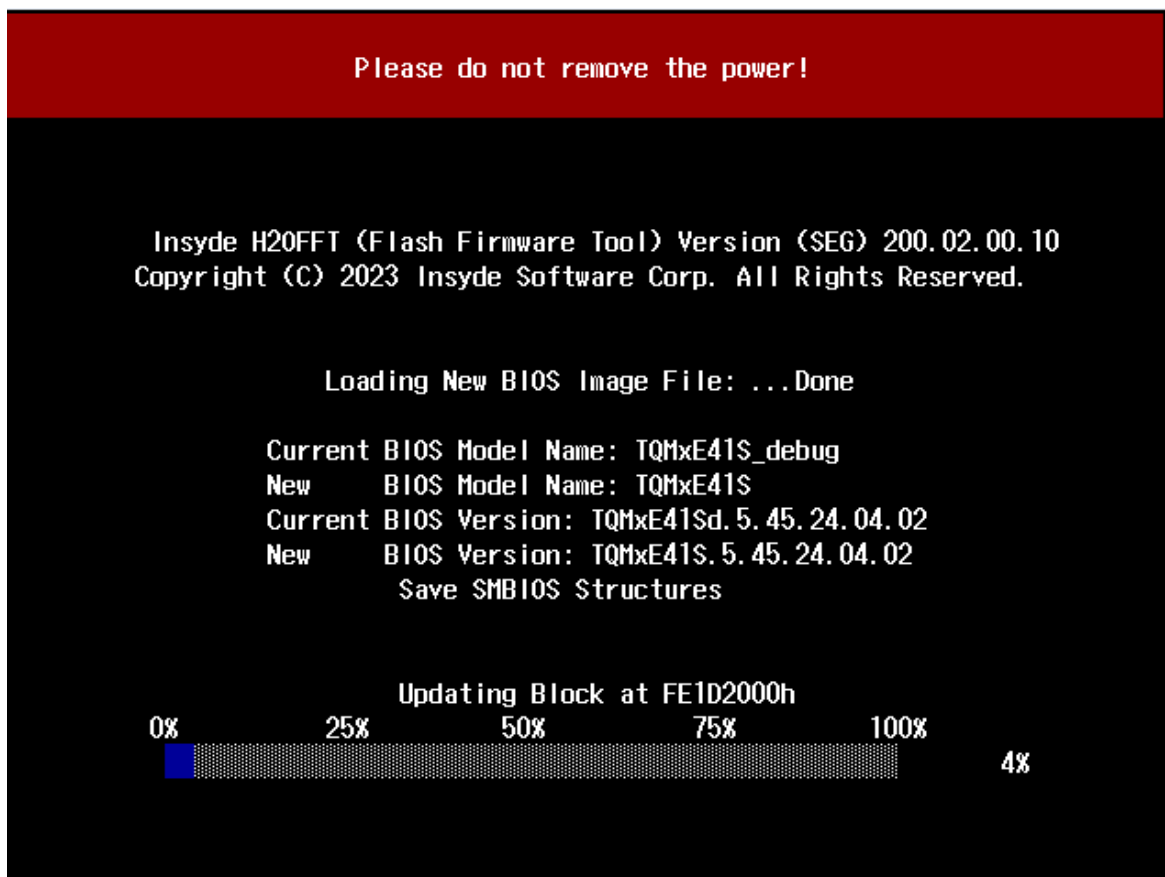 Please do not remove the power!
Insyde H2OFFT (Flash Firmware Tool) Version (SEG) 200.02.00.10
Copyright (C) 2023 Insyde Software Corp. All Rights Reserved.
Loading New BIOS Image File: ...Done
Current BIOS Model Name: TQMxE41S_debug
New BIOS Model Name: TQMxE41S
Current BIOS Version: TQMxE41Sd.5.45.24.04.02
New BIOS Version: TQMxE41S.5.45.24.04.02
Save SMBIOS Structures
Updating Block at FE1D2000h
0% 25% 50% 75% 100%
4%